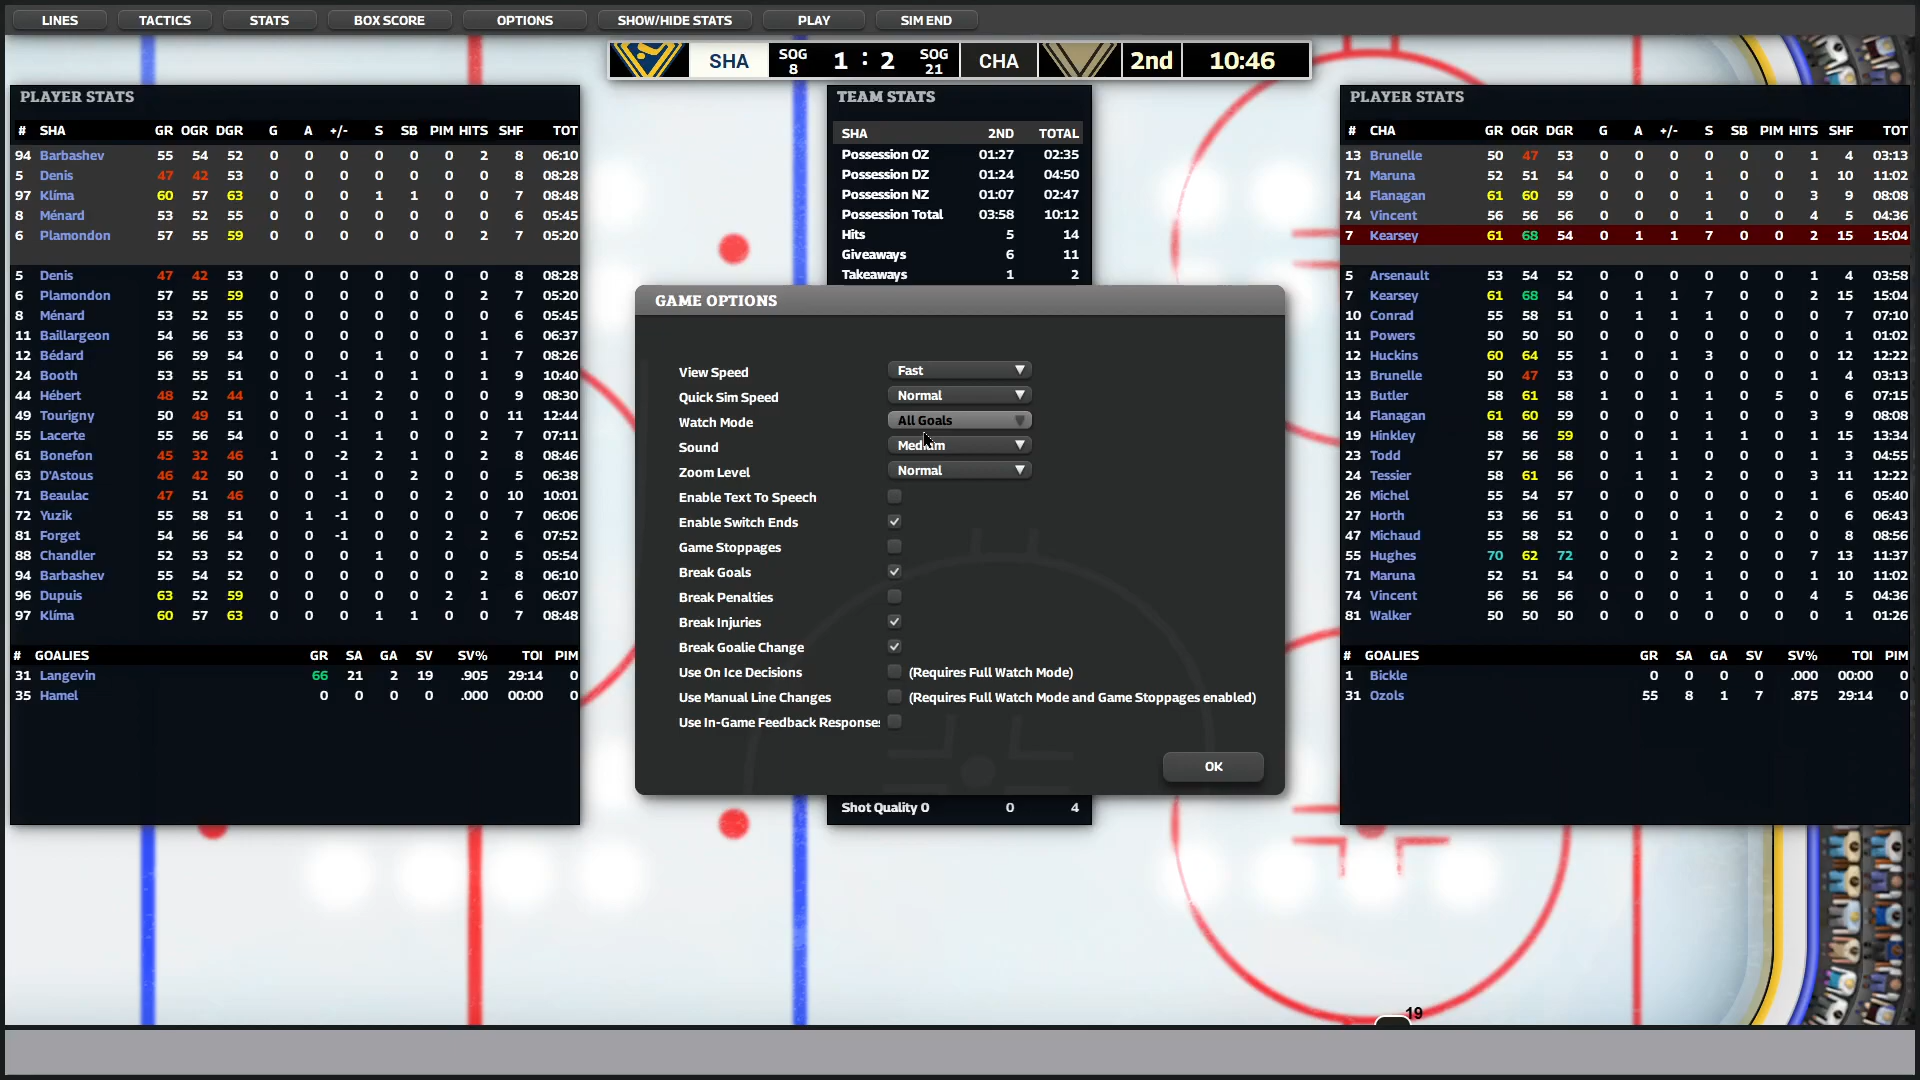 LINES TACTICS STATS BOX SCORE OPTIONS SHOW/HIDE STATS PLAY SIM END
SHA SOG 8 1 : 2 SOG 21 CHA 2nd 10:46
PLAYER STATS
# SHA GR OGR DGR G A +/- S SB PIM HITS SHF TOT
94 Barbashev 55 54 52 0 0 0 0 0 0 2 8 06:10
5 Denis 47 42 53 0 0 0 0 0 0 0 8 08:28
97 Klíma 60 57 63 0 0 0 1 1 0 0 7 08:48
8 Ménard 53 52 55 0 0 0 0 0 0 0 6 05:45
6 Plamondon 57 55 59 0 0 0 0 0 0 2 7 05:20
5 Denis 47 42 53 0 0 0 0 0 0 0 8 08:28
6 Plamondon 57 55 59 0 0 0 0 0 0 2 7 05:20
8 Ménard 53 52 55 0 0 0 0 0 0 0 6 05:45
11 Baillargeon 54 56 53 0 0 0 0 0 0 1 6 06:37
12 Bédard 56 59 54 0 0 0 1 0 0 1 7 08:26
24 Booth 53 55 51 0 0 -1 0 1 0 1 9 10:40
44 Hébert 48 52 44 0 1 -1 2 0 0 0 9 08:30
49 Tourigny 50 49 51 0 0 -1 0 1 0 0 11 12:44
55 Lacerte 55 56 54 0 0 -1 1 0 0 2 7 07:11
61 Bonefon 45 32 46 1 0 -2 2 1 0 2 8 08:46
63 D'Astous 46 42 50 0 0 -1 0 2 0 0 5 06:38
71 Beaulac 47 51 46 0 0 -1 0 0 2 0 10 10:01
72 Yuzik 55 58 51 0 1 -1 0 0 0 0 7 06:06
81 Forget 54 56 54 0 0 -1 0 0 2 2 6 07:52
88 Chandler 52 53 52 0 0 0 1 0 0 0 5 05:54
94 Barbashev 55 54 52 0 0 0 0 0 0 2 8 06:10
96 Dupuis 63 52 59 0 0 0 0 0 2 1 6 06:07
97 Klíma 60 57 63 0 0 0 1 1 0 0 7 08:48
# GOALIES GR SA GA SV SV% TOI PIM
31 Langevin 66 21 2 19 .905 29:14 0
35 Hamel 0 0 0 0 .000 00:00 0
TEAM STATS
SHA 2ND TOTAL
Possession OZ 01:27 02:35
Possession DZ 01:24 04:50
Possession NZ 01:07 02:47
Possession Total 03:58 10:12
Hits 5 14
Giveaways 6 11
Takeaways 1 2
GAME OPTIONS
View Speed Fast
Quick Sim Speed Normal
Watch Mode All Goals
Sound Medium
Zoom Level Normal
Enable Text To Speech
Enable Switch Ends
Game Stoppages
Break Goals
Break Penalties
Break Injuries
Break Goalie Change
Use On Ice Decisions (Requires Full Watch Mode)
Use Manual Line Changes (Requires Full Watch Mode and Game Stoppages enabled)
Use In-Game Feedback Responses
OK
Shot Quality 0 0 4
PLAYER STATS
# CHA GR OGR DGR G A +/- S SB PIM HITS SHF TOT
13 Brunelle 50 47 53 0 0 0 0 0 0 1 4 03:13
71 Maruna 52 51 54 0 0 0 1 0 0 1 10 11:02
14 Flanagan 61 60 59 0 0 0 1 0 0 3 9 08:08
74 Vincent 56 56 56 0 0 0 1 0 0 4 5 04:36
7 Kearsey 61 68 54 0 1 1 7 0 0 2 15 15:04
5 Arsenault 53 54 52 0 0 0 0 0 0 1 4 03:58
7 Kearsey 61 68 54 0 1 1 7 0 0 2 15 15:04
10 Conrad 55 58 51 0 1 1 1 0 0 0 7 07:10
11 Powers 50 50 50 0 0 0 0 0 0 0 1 01:02
12 Huckins 60 64 55 1 0 1 3 0 0 0 12 12:22
13 Brunelle 50 47 53 0 0 0 0 0 0 1 4 03:13
13 Butler 58 61 58 1 0 1 1 0 5 0 6 07:15
14 Flanagan 61 60 59 0 0 0 1 0 0 3 9 08:08
19 Hinkley 58 56 59 0 0 1 1 1 0 1 15 13:34
23 Todd 57 56 58 0 1 1 0 0 0 1 3 04:55
24 Tessier 58 61 56 0 1 1 2 0 0 3 11 12:22
26 Michel 55 54 57 0 0 0 0 0 0 1 6 05:40
27 Horth 53 56 51 0 0 0 1 0 2 0 6 06:43
47 Michaud 55 58 52 0 0 1 0 0 0 0 8 08:56
55 Hughes 70 62 72 0 0 2 2 0 0 7 13 11:37
71 Maruna 52 51 54 0 0 0 1 0 0 1 10 11:02
74 Vincent 56 56 56 0 0 0 1 0 0 4 5 04:36
81 Walker 50 50 50 0 0 0 0 0 0 0 1 01:26
# GOALIES GR SA GA SV SV% TOI PIM
1 Bickle 0 0 0 0 .000 00:00 0
31 Ozols 55 8 1 7 .875 29:14 0
19